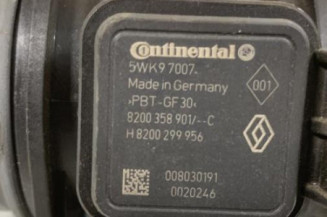 Continental
5WK9 7007.
001
Made in Germany
>PBT-GF30<
8200 358 901/--C
H 8200 299 956
008030191
0020246